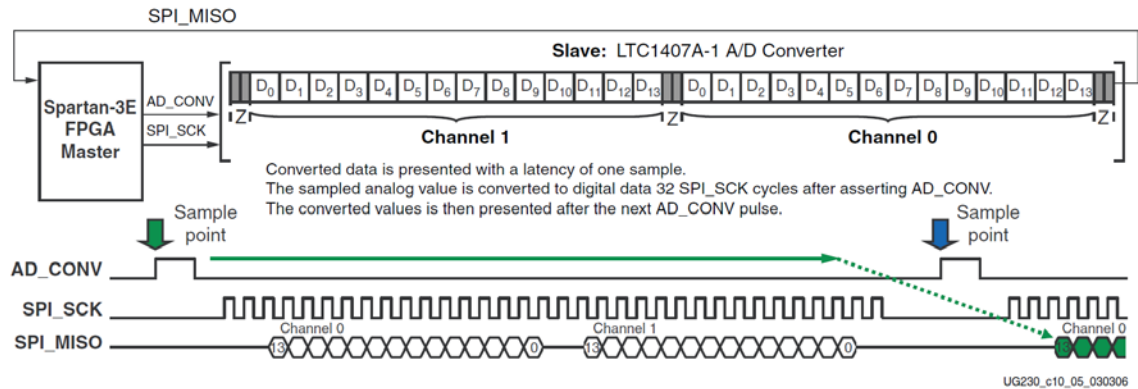 SPI_MISO
Slave: LTC1407A-1 A/D Converter
Spartan-3E
FPGA
Master
AD_CONV
SPI_SCK
Z D0 D1 D2 D3 D4 D5 D6 D7 D8 D9 D10 D11 D12 D13 Z D0 D1 D2 D3 D4 D5 D6 D7 D8 D9 D10 D11 D12 D13 Z
Channel 1 Channel 0
Converted data is presented with a latency of one sample.
The sampled analog value is converted to digital data 32 SPI_SCK cycles after asserting AD_CONV.
The converted values is then presented after the next AD_CONV pulse.
Sample
point
Sample
point
AD_CONV
SPI_SCK
Channel 0 Channel 1 Channel 0
SPI_MISO 13 0 13 0 13
UG230_c10_05_030306